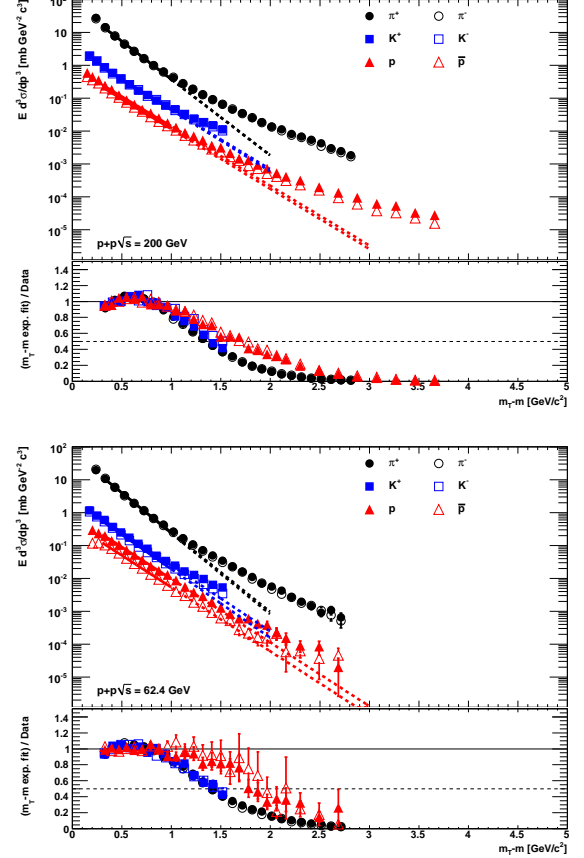 10²
E d³σ/dp³ [mb GeV⁻² c³]
10
1
10⁻¹
10⁻²
10⁻³
10⁻⁴
10⁻⁵
π⁺ π⁻
K⁺ K⁻
p p̅
p+p√s = 200 GeV
(m_T-m exp. fit) / Data
1.4
1.2
1
0.8
0.6
0.4
0.2
0
0 0.5 1 1.5 2 2.5 3 3.5 4 4.5 5
m_T-m [GeV/c²]
10²
E d³σ/dp³ [mb GeV⁻² c³]
10
1
10⁻¹
10⁻²
10⁻³
10⁻⁴
10⁻⁵
π⁺ π⁻
K⁺ K⁻
p p̅
p+p√s = 62.4 GeV
(m_T-m exp. fit) / Data
1.4
1.2
1
0.8
0.6
0.4
0.2
0
0 0.5 1 1.5 2 2.5 3 3.5 4 4.5 5
m_T-m [GeV/c²]